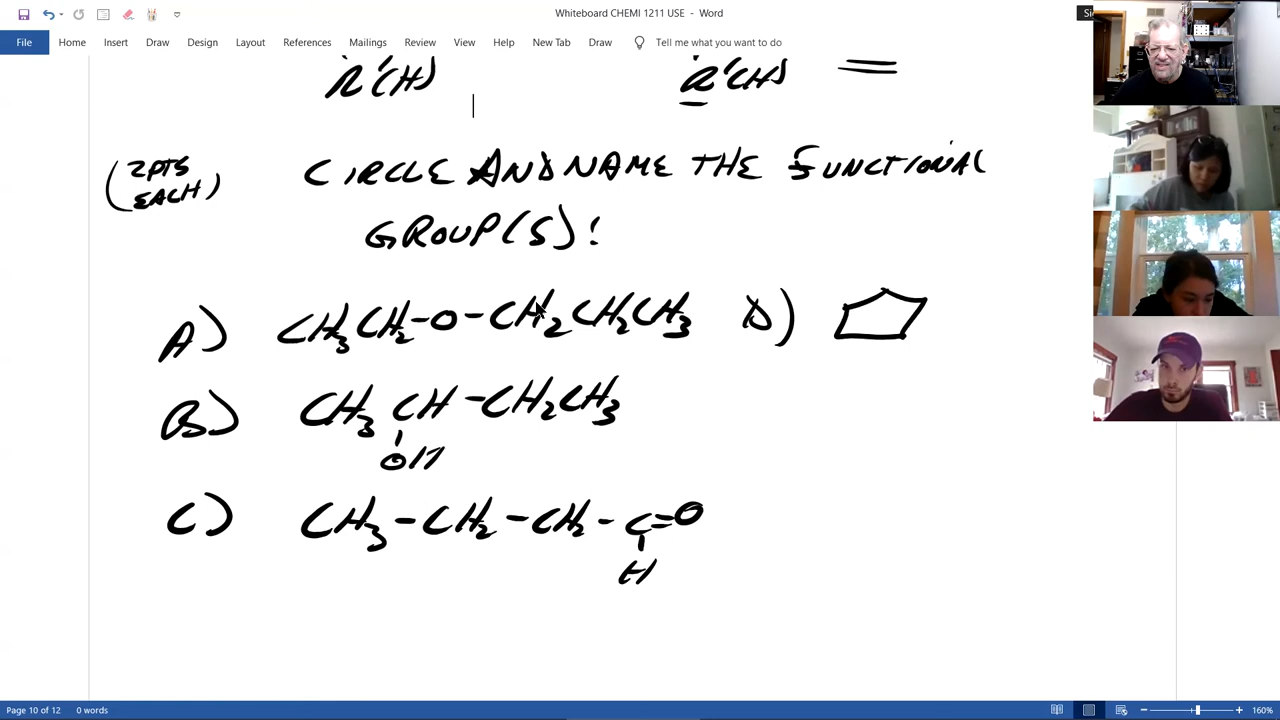 Whiteboard CHEMI 1211 USE - Word
File Home Insert Draw Design Layout References Mailings Review View Help New Tab Draw Tell me what you want to do
R'(H) R'(H)
(2PTS EACH) CIRCLE AND NAME THE FUNCTIONAL
GROUP(S):
A) CH3CH2-O-CH2CH2CH3 D)
B) CH3CH-CH2CH3
OH
C) CH3-CH2-CH2-C=O
H
Page 10 of 12 0 words 160%